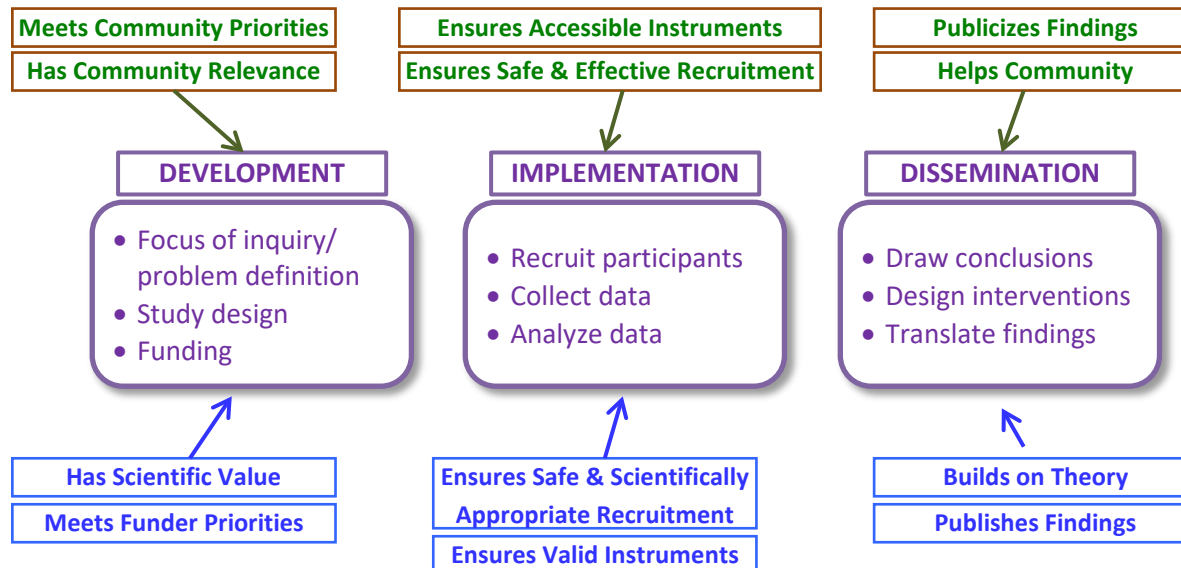 Meets Community Priorities
Has Community Relevance
Ensures Accessible Instruments
Ensures Safe & Effective Recruitment
Publicizes Findings
Helps Community
DEVELOPMENT
• Focus of inquiry/
problem definition
• Study design
• Funding
IMPLEMENTATION
• Recruit participants
• Collect data
• Analyze data
DISSEMINATION
• Draw conclusions
• Design interventions
• Translate findings
Has Scientific Value
Meets Funder Priorities
Ensures Safe & Scientifically
Appropriate Recruitment
Ensures Valid Instruments
Builds on Theory
Publishes Findings